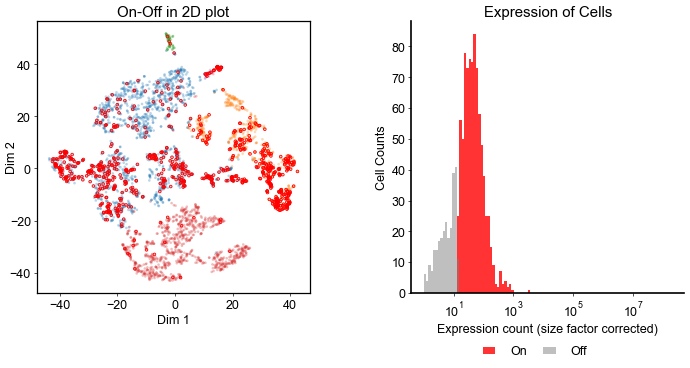 On-Off in 2D plot
Expression of Cells
Dim 2
40
20
0
−20
−40
−40 −20 0 20 40
Dim 1
Cell Counts
80
70
60
50
40
30
20
10
0
10^1 10^3 10^5 10^7
Expression count (size factor corrected)
On Off